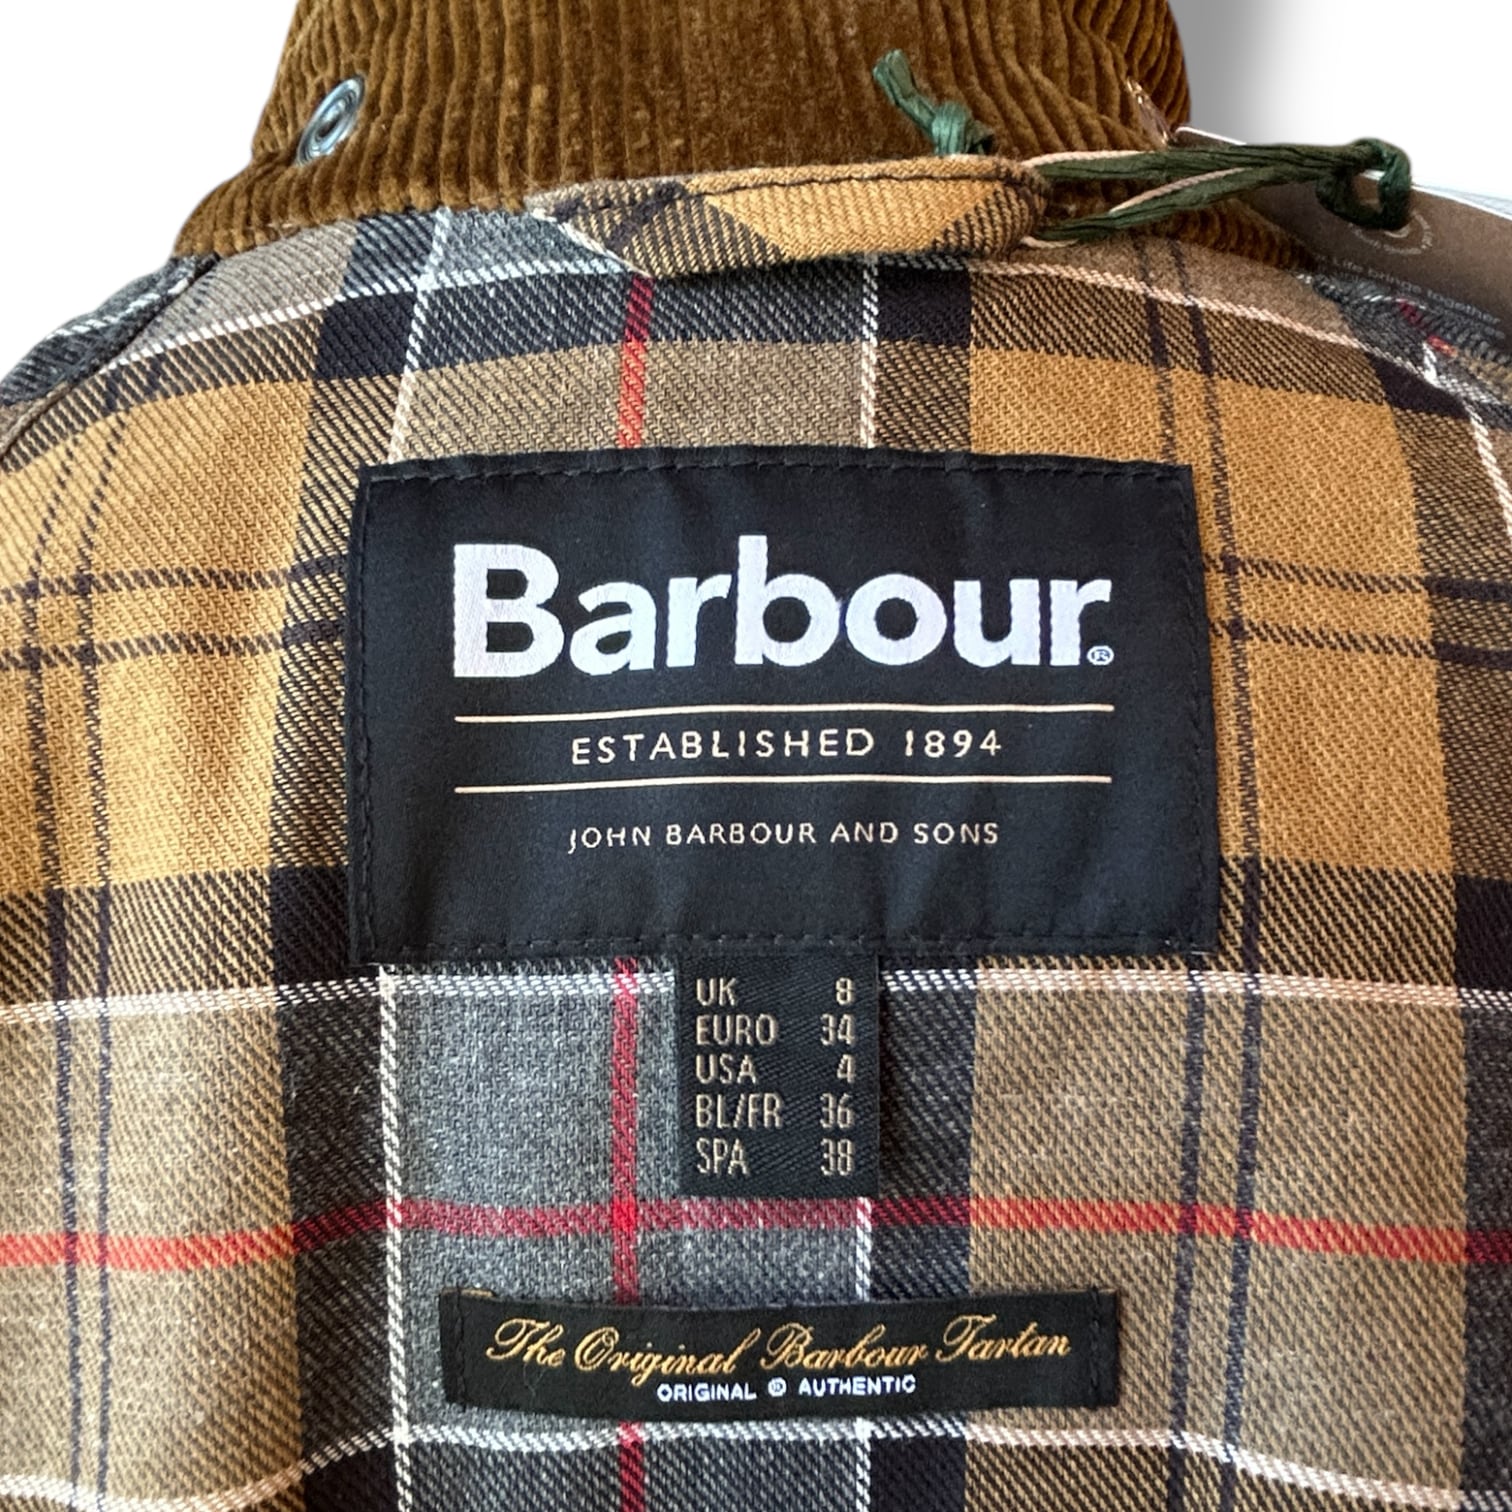 Barbour®
ESTABLISHED 1894
JOHN BARBOUR AND SONS
UK 8
EURO 34
USA 4
BL/FR 36
SPA 38
The Original Barbour Tartan
ORIGINAL ® AUTHENTIC